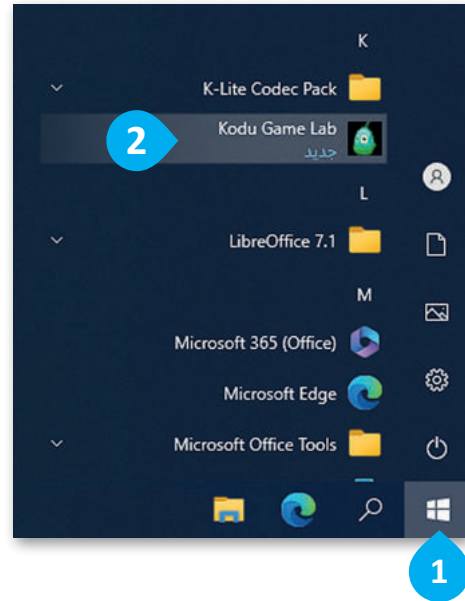 K
K-Lite Codec Pack
Kodu Game Lab
جديد
2
L
LibreOffice 7.1
M
Microsoft 365 (Office)
Microsoft Edge
Microsoft Office Tools
1